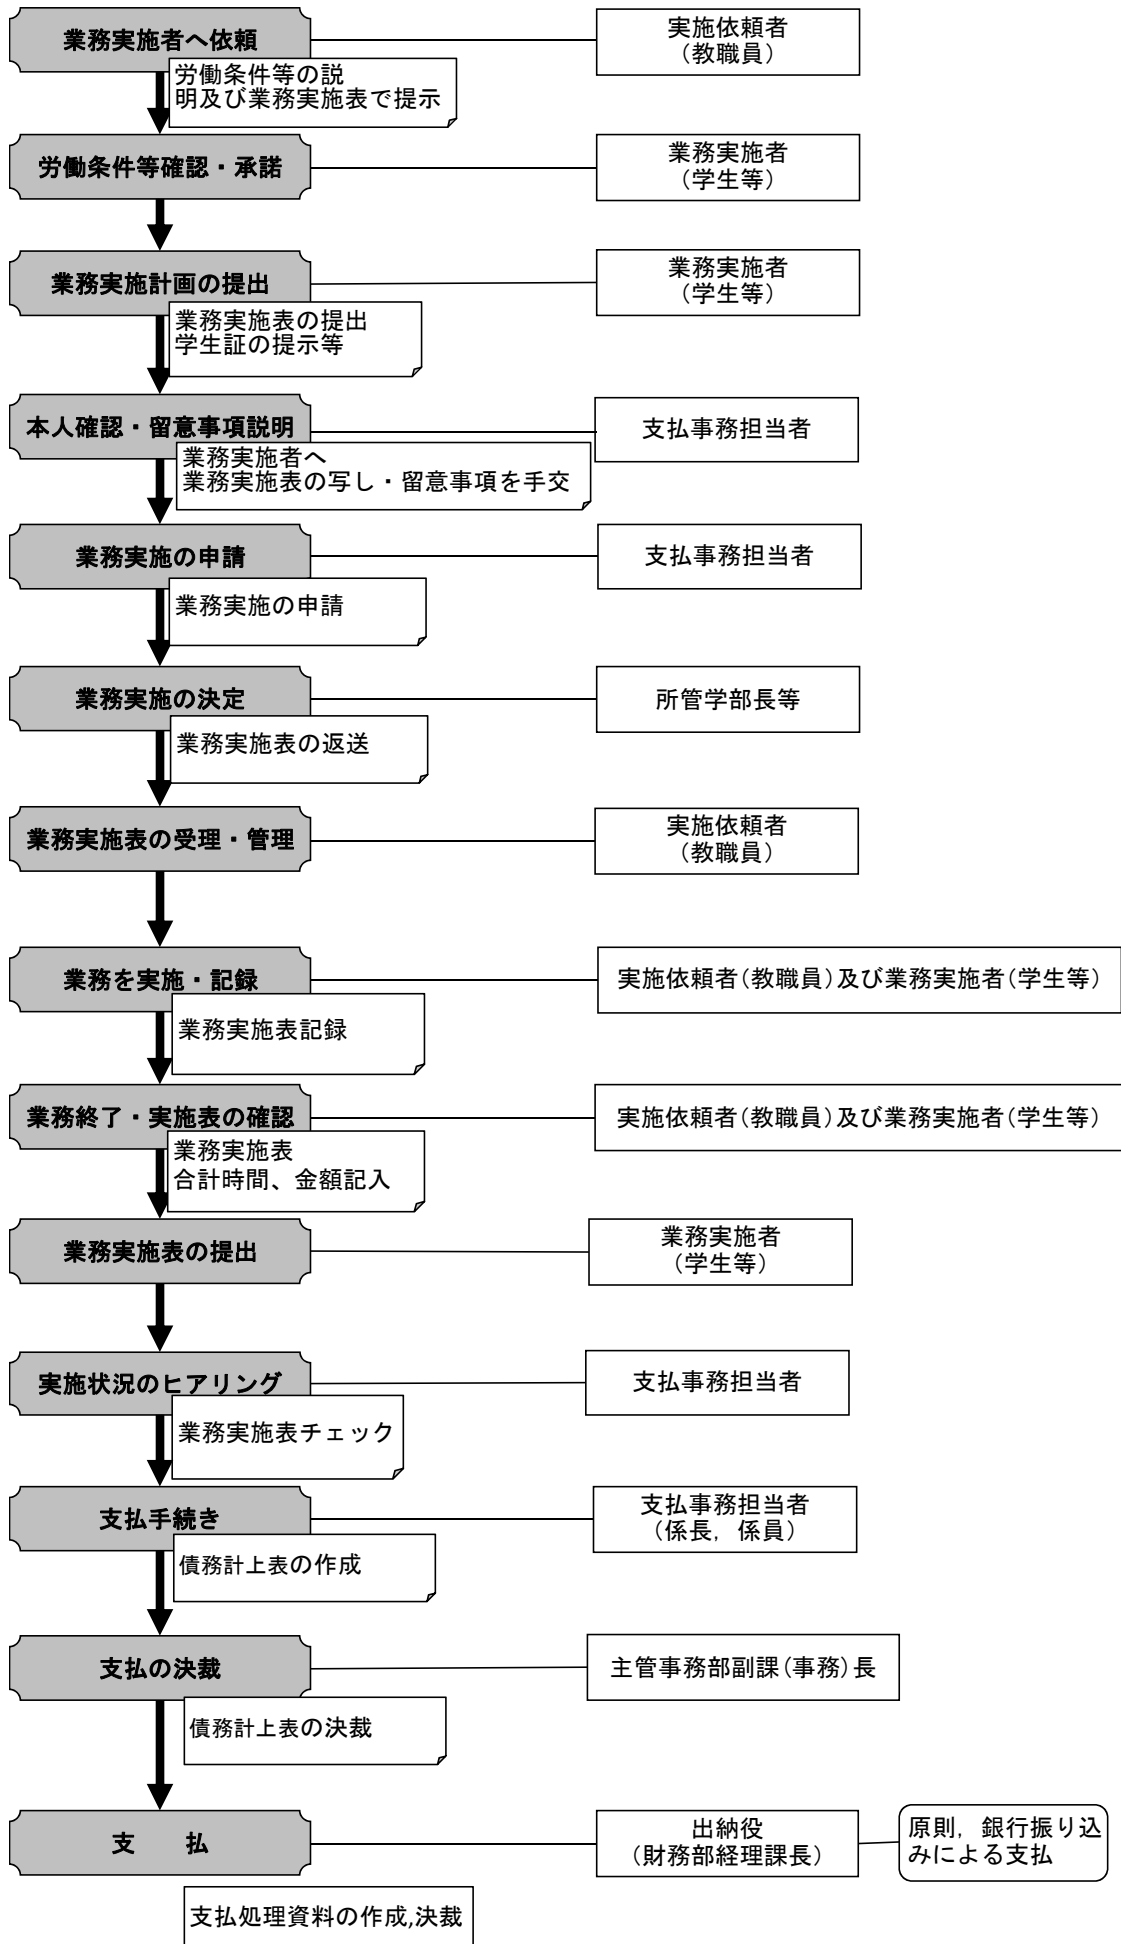 業務実施者へ依頼
実施依頼者
（教職員）
労働条件等の説
明及び業務実施表で提示
労働条件等確認・承諾
業務実施者
（学生等）
業務実施計画の提出
業務実施者
（学生等）
業務実施表の提出
学生証の提示等
本人確認・留意事項説明
支払事務担当者
業務実施者へ
業務実施表の写し・留意事項を手交
業務実施の申請
支払事務担当者
業務実施の申請
業務実施の決定
所管学部長等
業務実施表の返送
業務実施表の受理・管理
実施依頼者
（教職員）
業務を実施・記録
実施依頼者(教職員)及び業務実施者(学生等)
業務実施表記録
業務終了・実施表の確認
実施依頼者(教職員)及び業務実施者(学生等)
業務実施表
合計時間、金額記入
業務実施表の提出
業務実施者
（学生等）
実施状況のヒアリング
支払事務担当者
業務実施表チェック
支払手続き
支払事務担当者
（係長，係員）
債務計上表の作成
支払の決裁
主管事務部副課(事務)長
債務計上表の決裁
支　　払
出納役
（財務部経理課長）
原則，銀行振り込
みによる支払
支払処理資料の作成,決裁